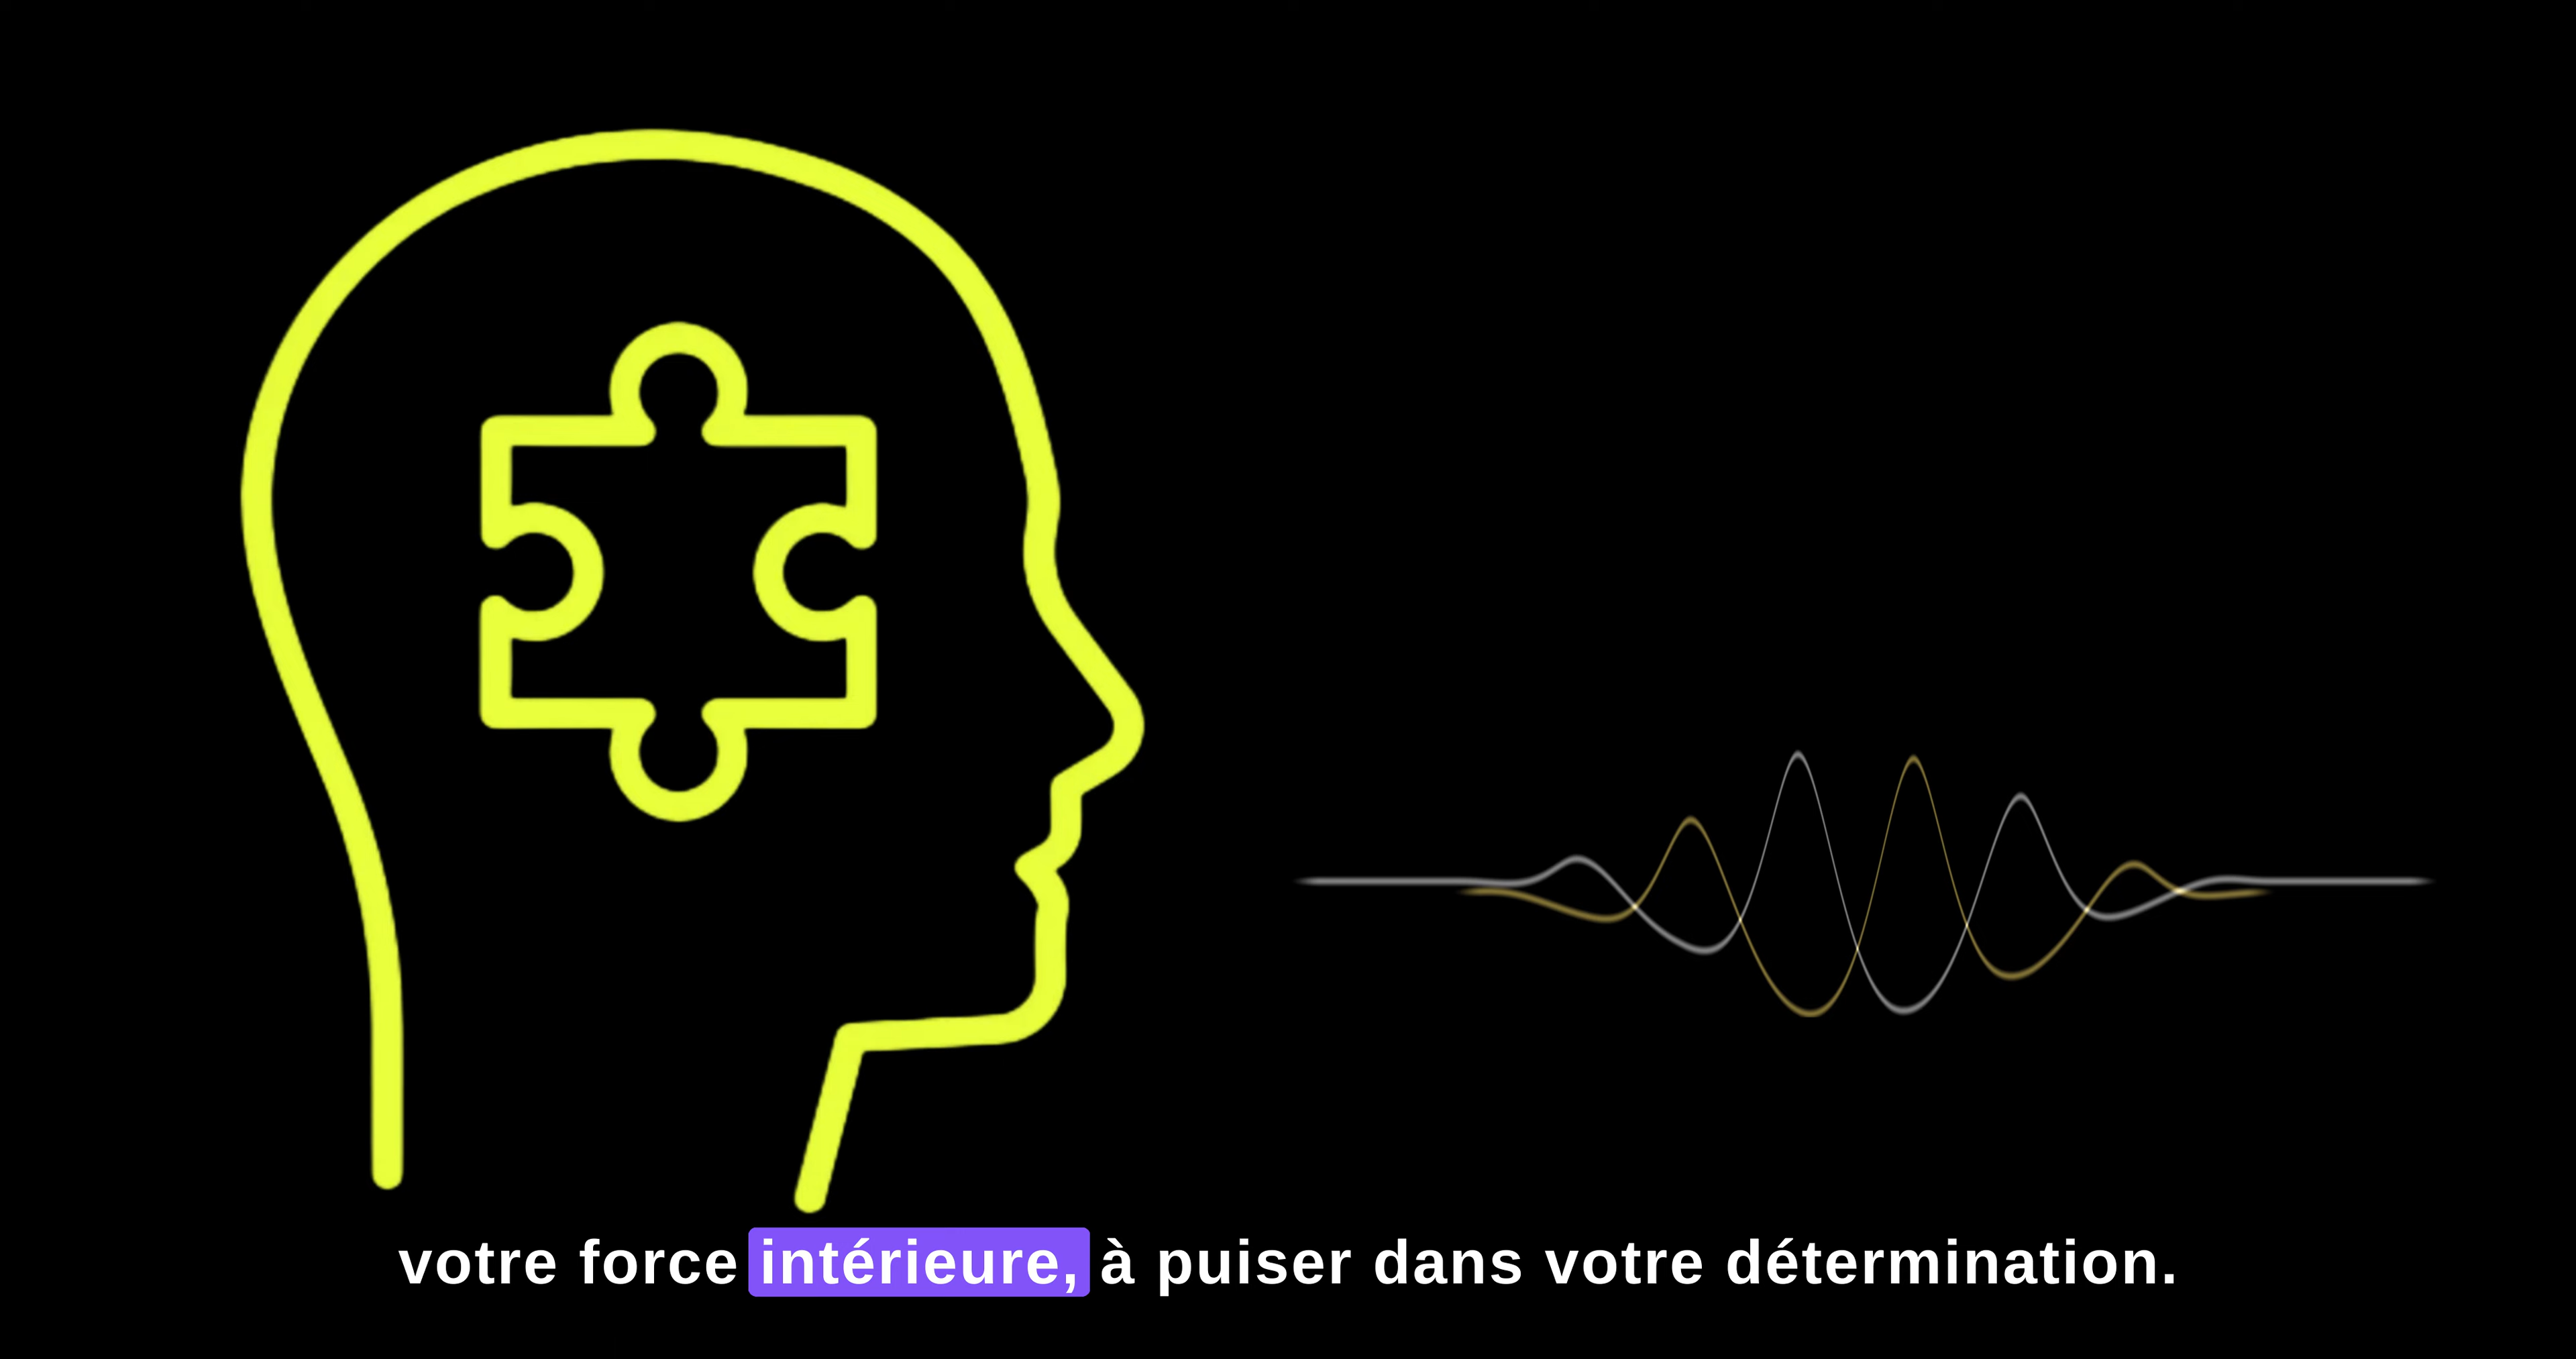 votre force intérieure, à puiser dans votre détermination.